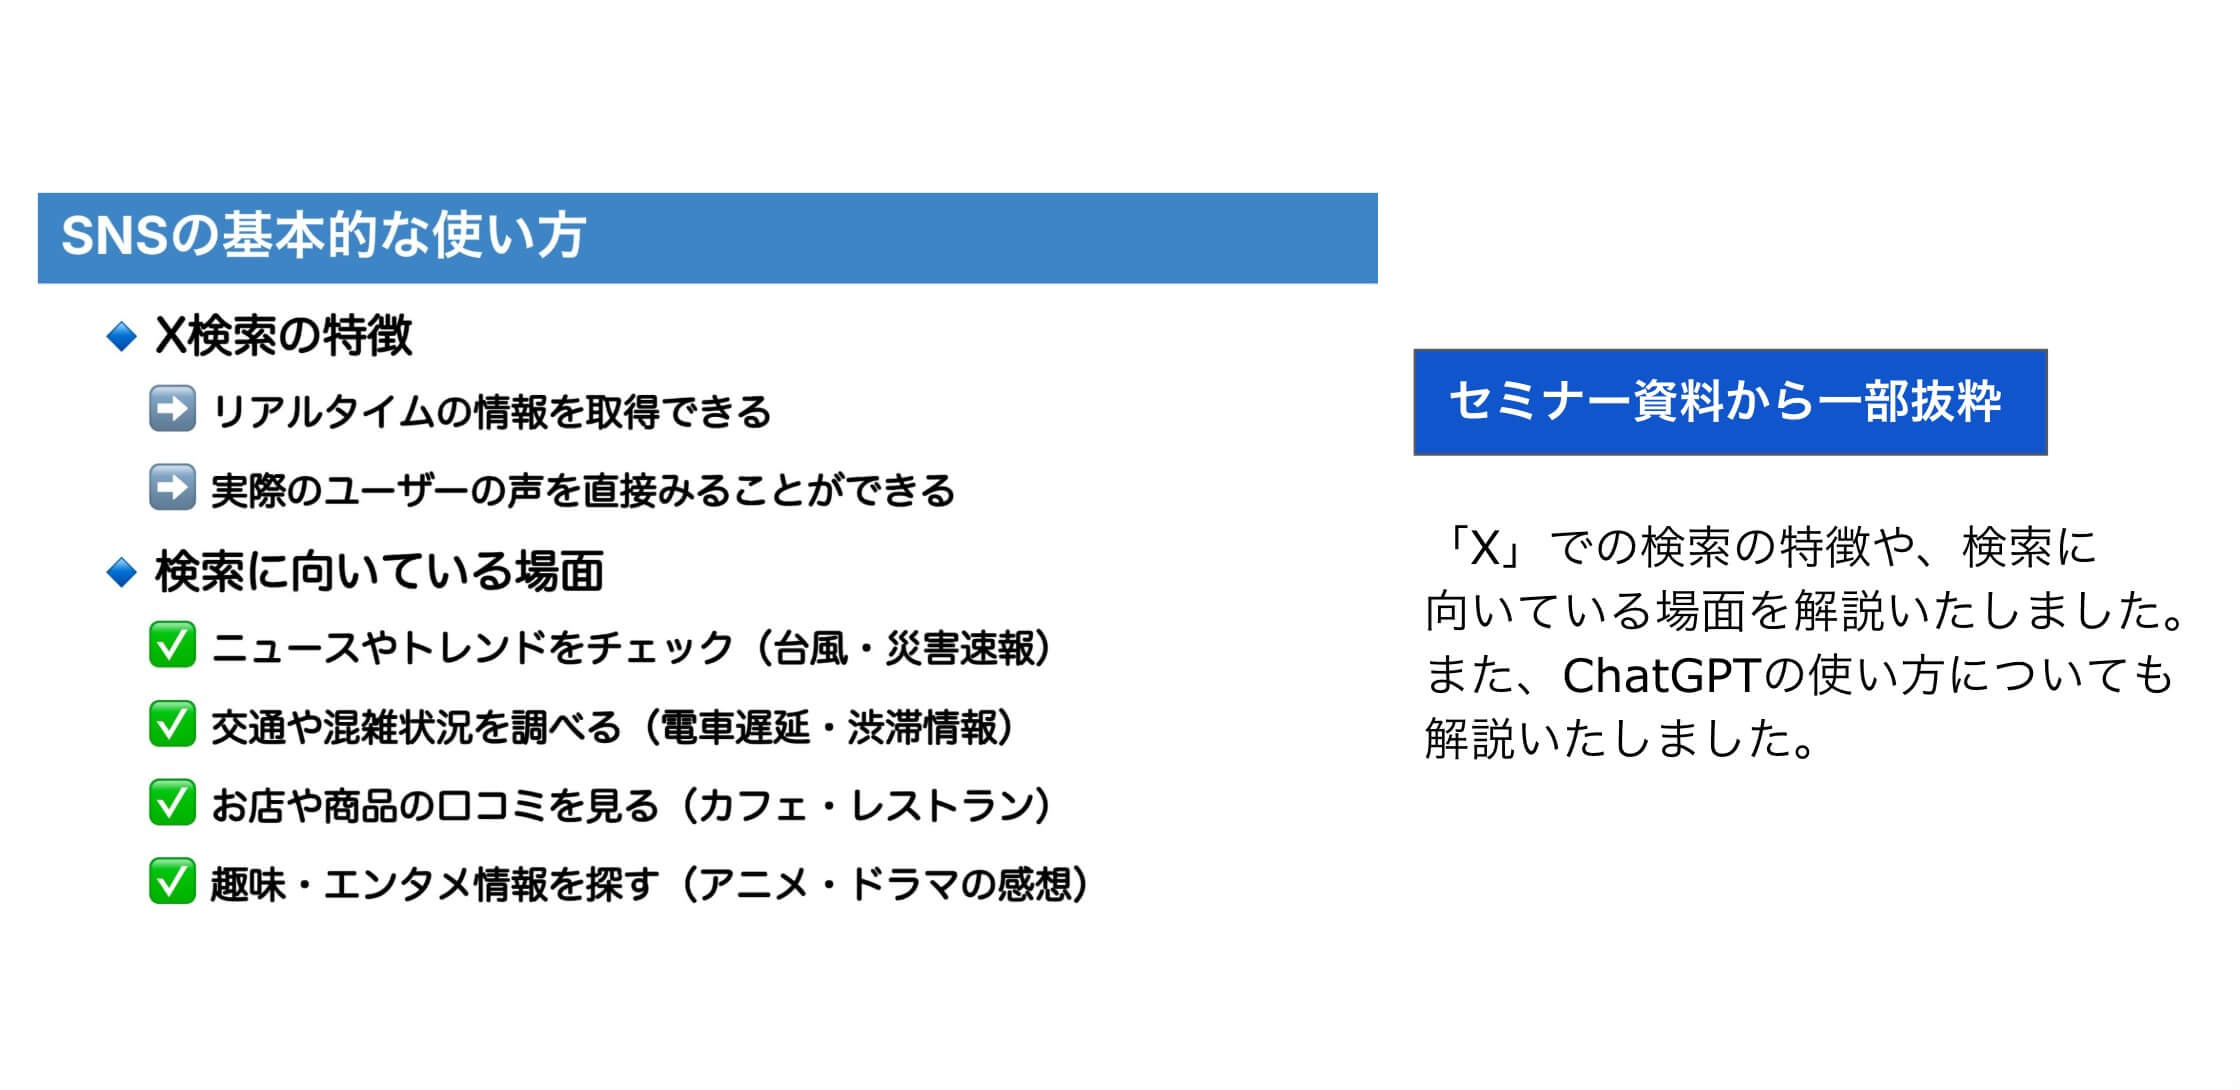 SNSの基本的な使い方
X検索の特徴
リアルタイムの情報を取得できる
実際のユーザーの声を直接みることができる
検索に向いている場面
ニュースやトレンドをチェック（台風・災害速報）
交通や混雑状況を調べる（電車遅延・渋滞情報）
お店や商品の口コミを見る（カフェ・レストラン）
趣味・エンタメ情報を探す（アニメ・ドラマの感想）
セミナー資料から一部抜粋
「X」での検索の特徴や、検索に
向いている場面を解説いたしました。
また、ChatGPTの使い方についても
解説いたしました。